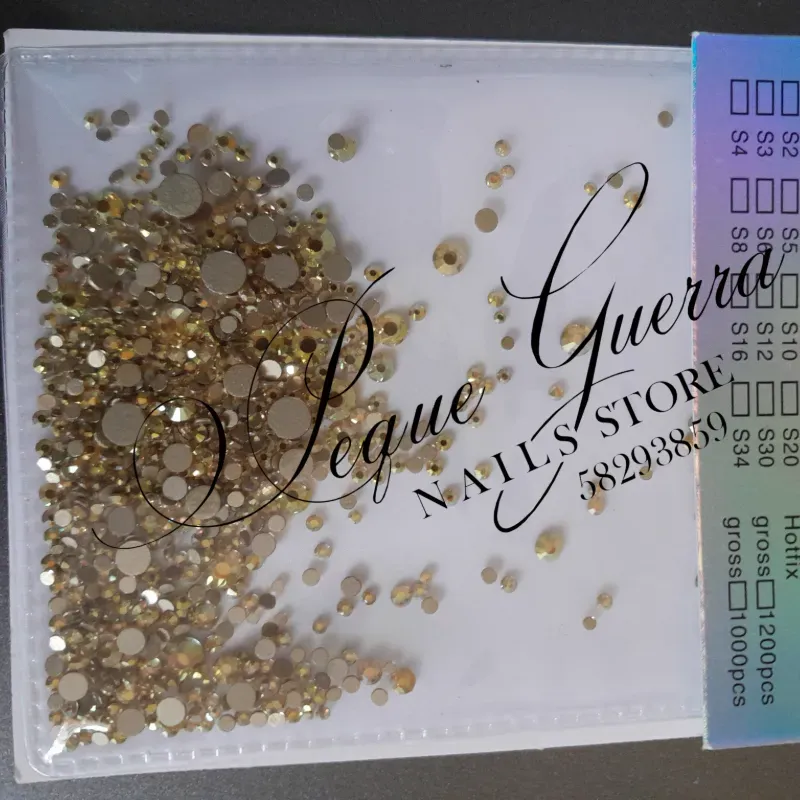 Peque Guerra
NAILS STORE
58293859
☐ S2 ☐ S5 ☐ S10 ☐ S20 Hotfix
☐ S3 ☐ S6 ☐ S12 ☐ S30 gross☐1200pcs
☐ S4 ☐ S8 ☐ S16 ☐ S34 gross☐1000pcs